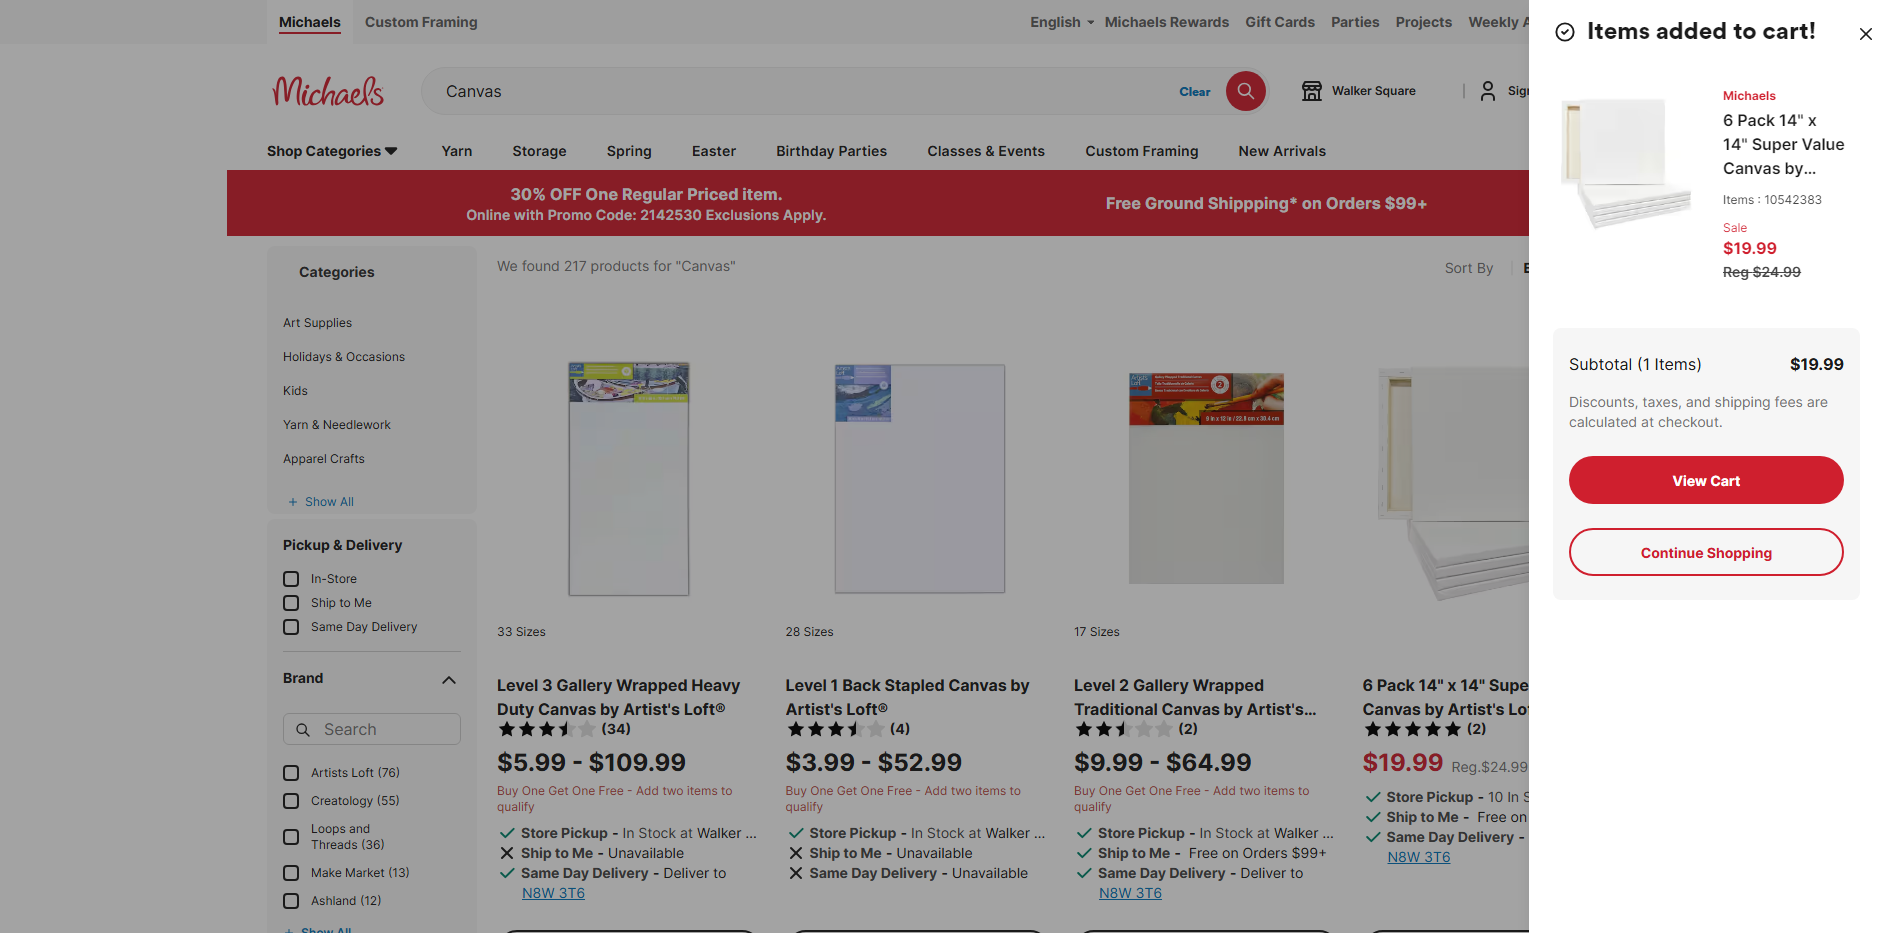 Michaels
Custom Framing
English
Michaels Rewards
Gift Cards
Parties
Projects
Weekly A
Michaels
Canvas
Clear
Walker Square
Sign
Shop Categories
Yarn
Storage
Spring
Easter
Birthday Parties
Classes & Events
Custom Framing
New Arrivals
30% OFF One Regular Priced item.
Online with Promo Code: 2142530 Exclusions Apply.
Free Ground Shippping* on Orders $99+
Categories
Art Supplies
Holidays & Occasions
Kids
Yarn & Needlework
Apparel Crafts
+ Show All
Pickup & Delivery
In-Store
Ship to Me
Same Day Delivery
Brand
Search
Artists Loft (76)
Creatology (55)
Loops and
Threads (36)
Make Market (13)
Ashland (12)
+ Show All
We found 217 products for "Canvas"
Sort By
33 Sizes
Level 3 Gallery Wrapped Heavy
Duty Canvas by Artist's Loft®
(34)
$5.99 - $109.99
Buy One Get One Free - Add two items to
qualify
Store Pickup - In Stock at Walker ...
Ship to Me - Unavailable
Same Day Delivery - Deliver to
N8W 3T6
28 Sizes
Level 1 Back Stapled Canvas by
Artist's Loft®
(4)
$3.99 - $52.99
Buy One Get One Free - Add two items to
qualify
Store Pickup - In Stock at Walker ...
Ship to Me - Unavailable
Same Day Delivery - Unavailable
Artist's
Loft
9 in x 12 in / 22.8 cm x 30.4 cm
17 Sizes
Level 2 Gallery Wrapped
Traditional Canvas by Artist's...
(2)
$9.99 - $64.99
Buy One Get One Free - Add two items to
qualify
Store Pickup - In Stock at Walker ...
Ship to Me - Free on Orders $99+
Same Day Delivery - Deliver to
N8W 3T6
6 Pack 14" x 14" Supe
Canvas by Artist's Lof
(2)
$19.99 Reg.$24.99
Store Pickup - 10 In S
Ship to Me - Free on
Same Day Delivery -
N8W 3T6
Items added to cart!
Michaels
6 Pack 14" x
14" Super Value
Canvas by...
Items : 10542383
Sale
$19.99
Reg $24.99
Subtotal (1 Items) $19.99
Discounts, taxes, and shipping fees are
calculated at checkout.
View Cart
Continue Shopping